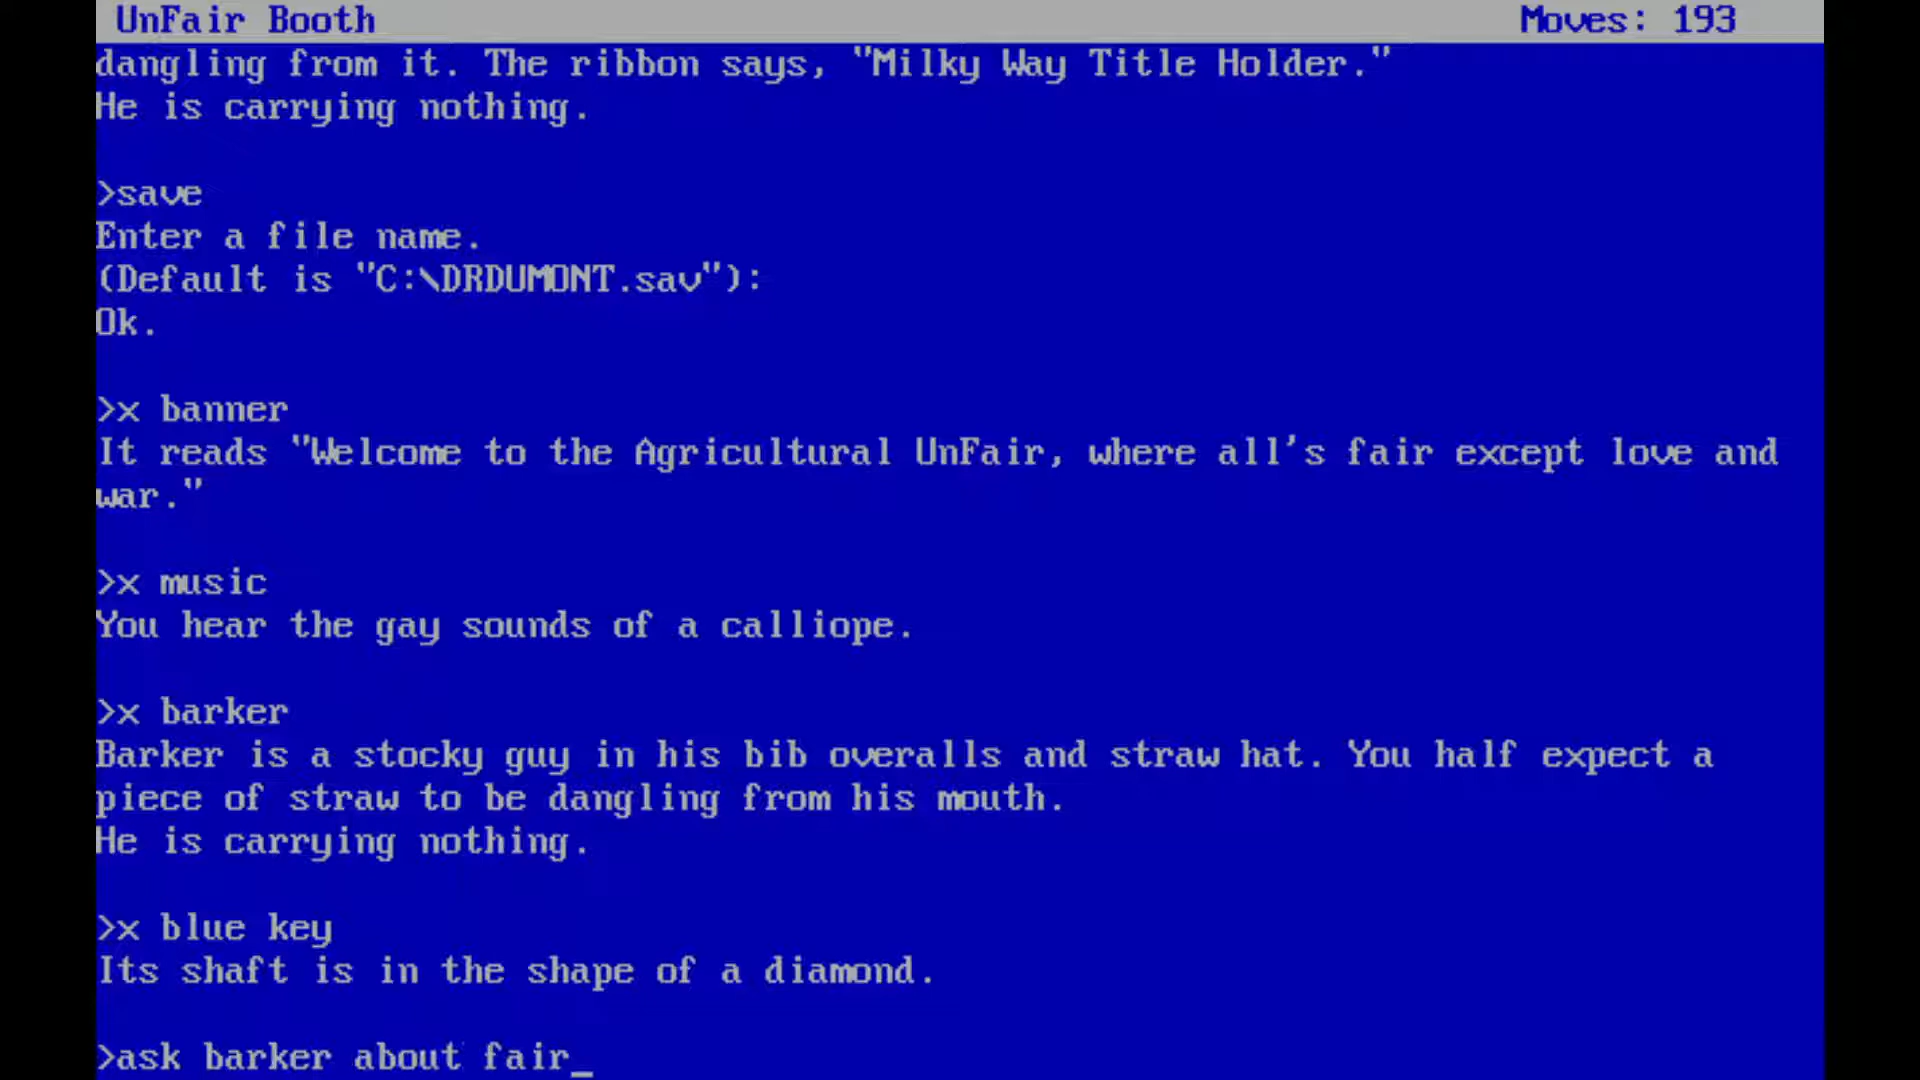 UnFair Booth Moves: 193
dangling from it. The ribbon says, "Milky Way Title Holder."
He is carrying nothing.
>save
Enter a file name.
(Default is "C:\DRDUMONT.sav"):
Ok.
>x banner
It reads "Welcome to the Agricultural UnFair, where all's fair except love and
war."
>x music
You hear the gay sounds of a calliope.
>x barker
Barker is a stocky guy in his bib overalls and straw hat. You half expect a
piece of straw to be dangling from his mouth.
He is carrying nothing.
>x blue key
Its shaft is in the shape of a diamond.
>ask barker about fair_